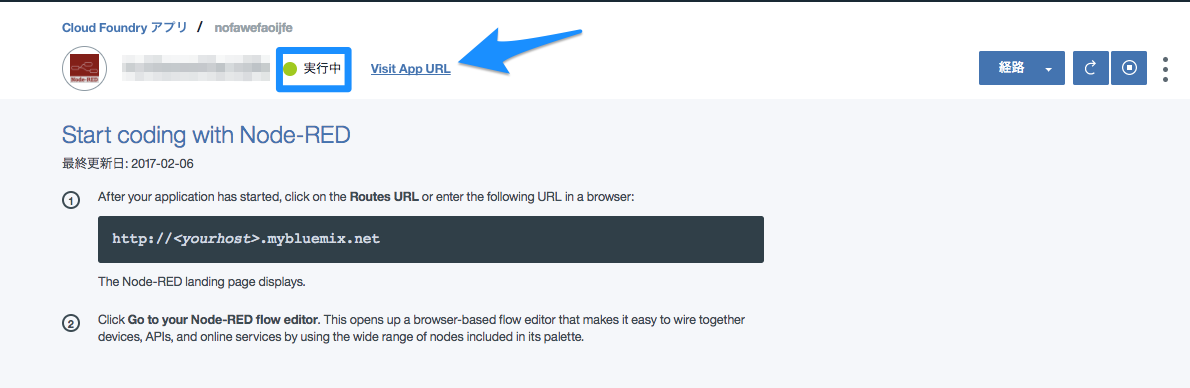 Cloud Foundry アプリ / nofawefaoijfe
Node-RED
実行中
Visit App URL
経路
Start coding with Node-RED
最終更新日: 2017-02-06
1 After your application has started, click on the Routes URL or enter the following URL in a browser:
http://<yourhost>.mybluemix.net
The Node-RED landing page displays.
2 Click Go to your Node-RED flow editor. This opens up a browser-based flow editor that makes it easy to wire together
devices, APIs, and online services by using the wide range of nodes included in its palette.